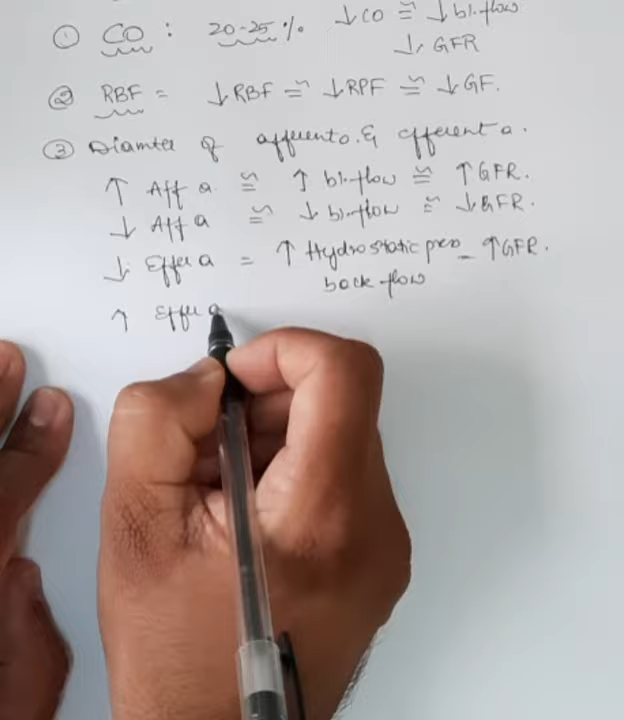 ① CO : 20-25 % ↓CO ≅ ↓bl. flow
↓ GFR
② RBF = ↓RBF ≅ ↓RPF ≅ ↓GF.
③ Diamter of afferent a. & efferent a.
↑ Aff a ≅ ↑ bl. flow ≅ ↑GFR.
↓ Aff a ≅ ↓ bl. flow ≅ ↓GFR.
↓ Effer a = ↑ Hydrostatic pres - ↑GFR.
back flow
↑ Effer a